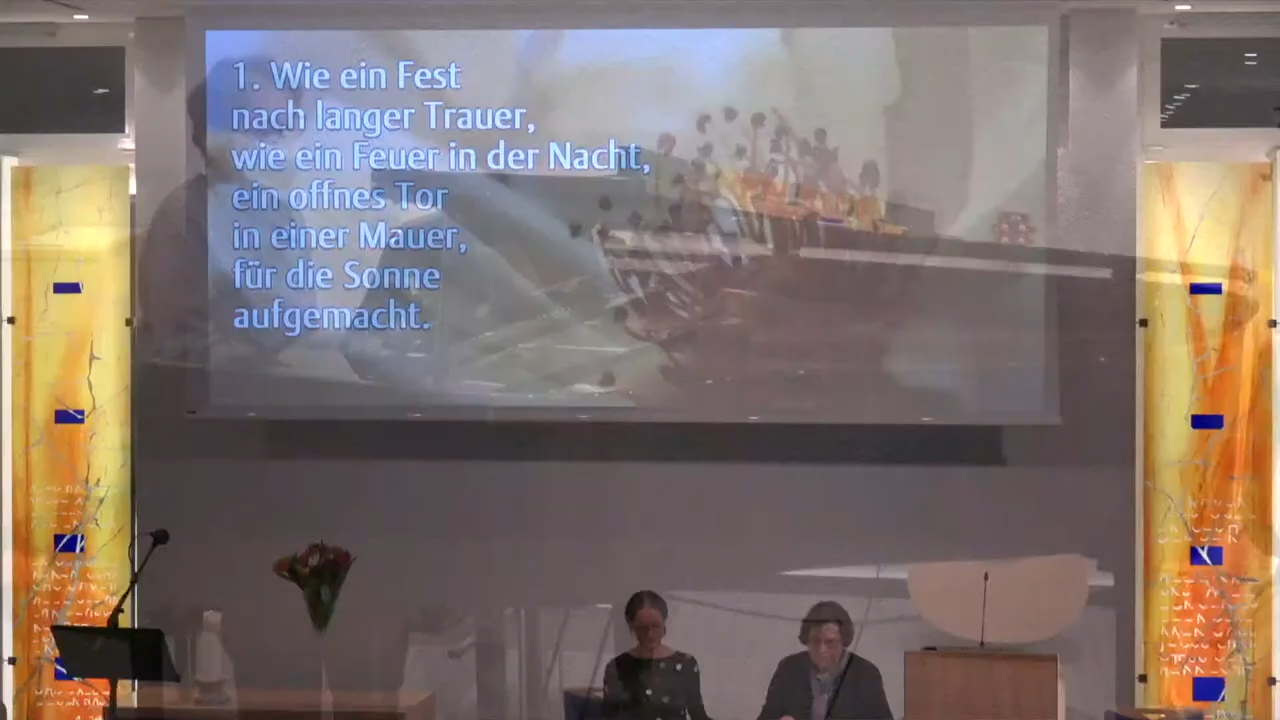 1. Wie ein Fest
nach langer Trauer,
wie ein Feuer in der Nacht,
ein offnes Tor
in einer Mauer,
für die Sonne
aufgemacht.